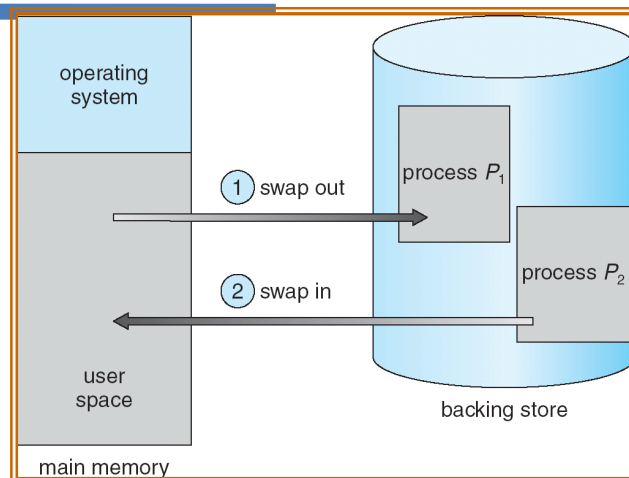 operating
system
process P1
1 swap out
process P2
2 swap in
user
space
backing store
main memory